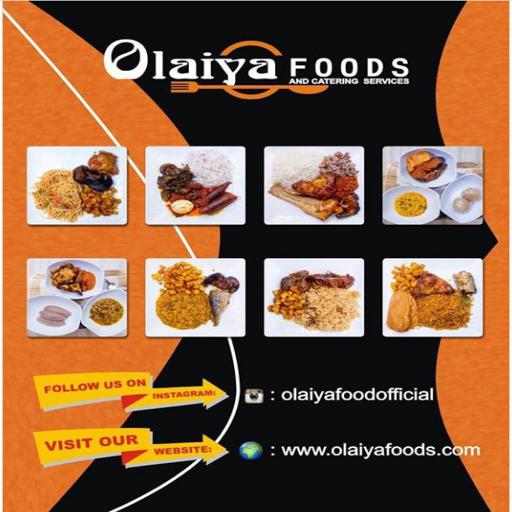 Olaiya FOODS
AND CATERING SERVICES
FOLLOW US ON
INSTAGRAM:
: olaiyafoodofficial
VISIT OUR
WEBSITE:
: www.olaiyafoods.com